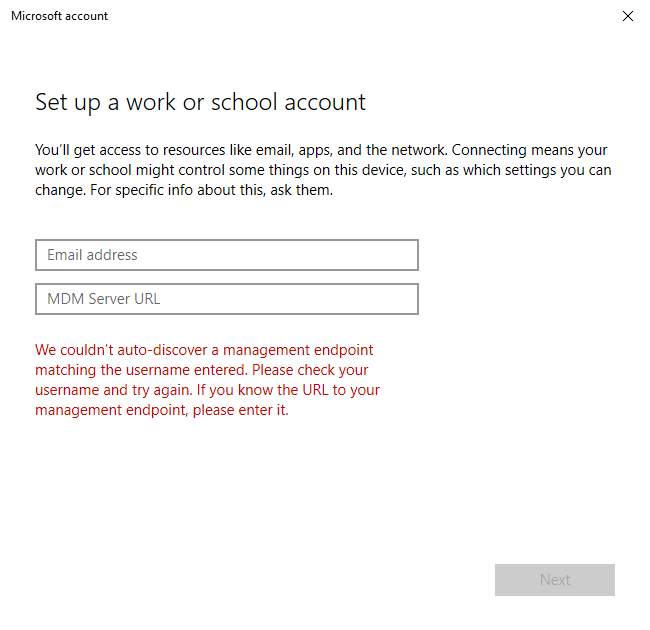 Microsoft account
Set up a work or school account
You'll get access to resources like email, apps, and the network. Connecting means your
work or school might control some things on this device, such as which settings you can
change. For specific info about this, ask them.
Email address
MDM Server URL
We couldn't auto-discover a management endpoint
matching the username entered. Please check your
username and try again. If you know the URL to your
management endpoint, please enter it.
Next